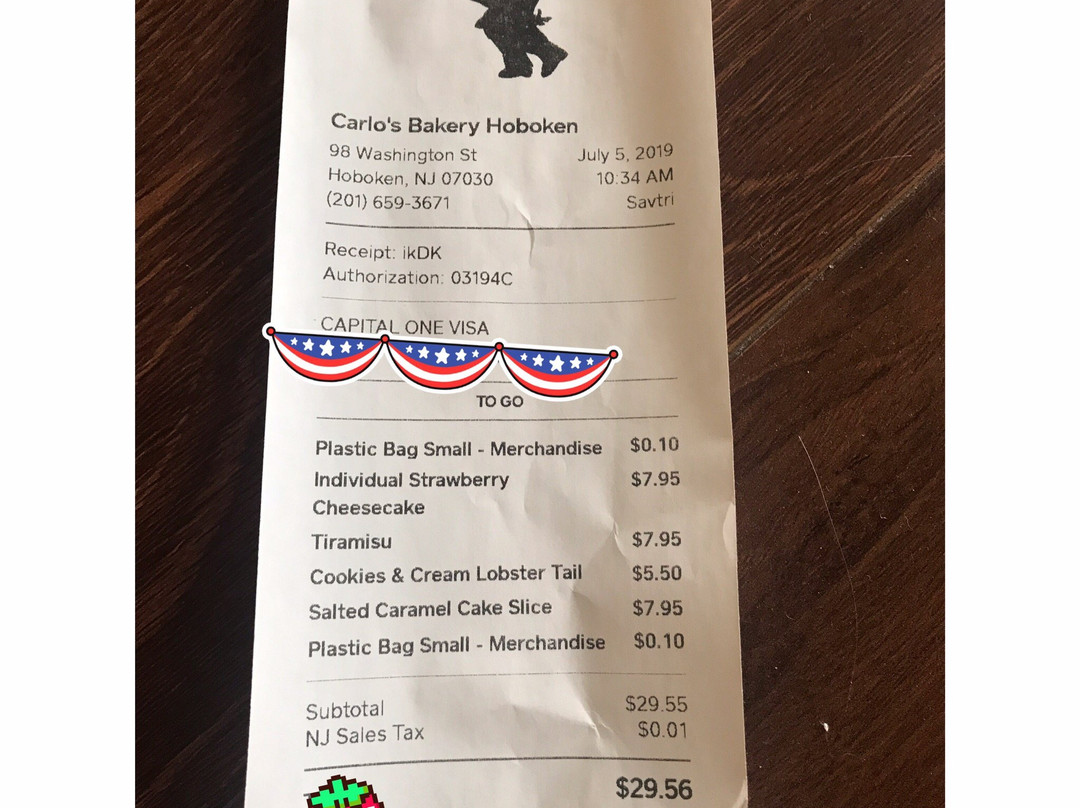 Carlo's Bakery Hoboken
98 Washington St July 5, 2019
Hoboken, NJ 07030 10:34 AM
(201) 659-3671 Savtri
Receipt: ikDK
Authorization: 03194C
CAPITAL ONE VISA
TO GO
Plastic Bag Small - Merchandise $0.10
Individual Strawberry $7.95
Cheesecake
Tiramisu $7.95
Cookies & Cream Lobster Tail $5.50
Salted Caramel Cake Slice $7.95
Plastic Bag Small - Merchandise $0.10
Subtotal $29.55
NJ Sales Tax $0.01
$29.56